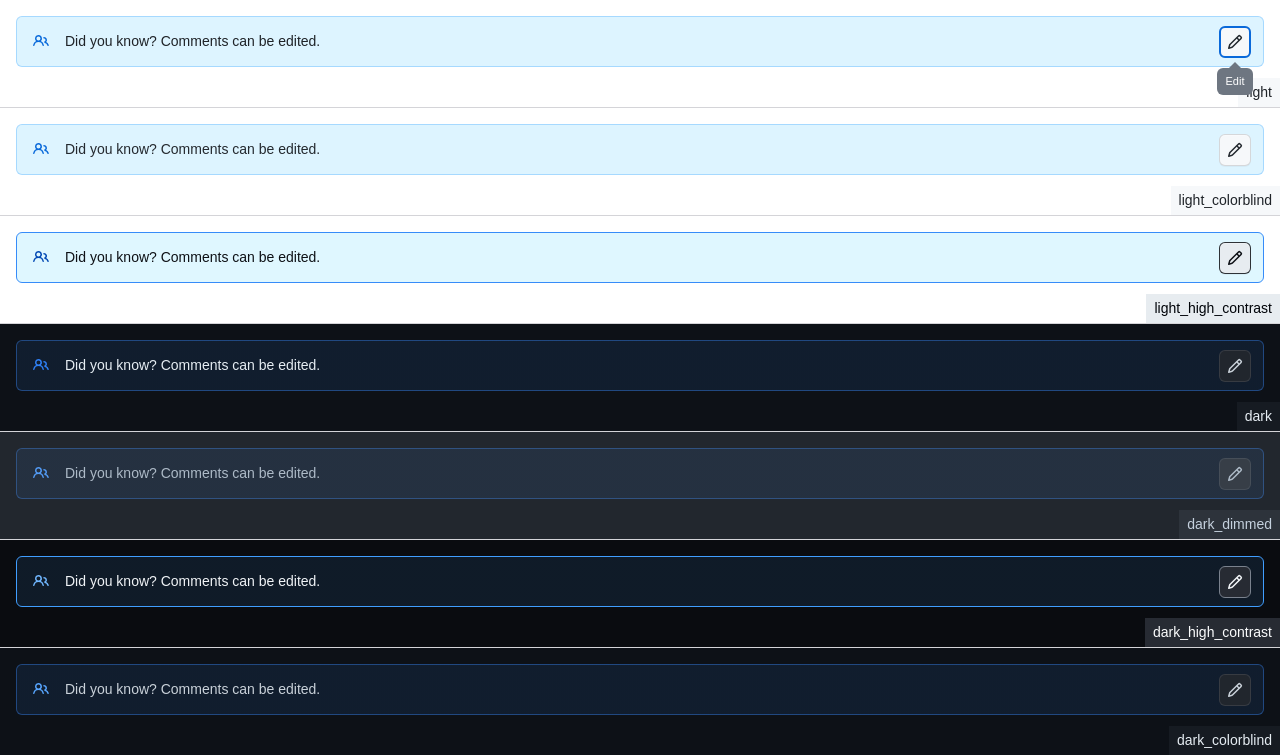 Did you know? Comments can be edited.
Edit
light
Did you know? Comments can be edited.
light_colorblind
Did you know? Comments can be edited.
light_high_contrast
Did you know? Comments can be edited.
dark
Did you know? Comments can be edited.
dark_dimmed
Did you know? Comments can be edited.
dark_high_contrast
Did you know? Comments can be edited.
dark_colorblind